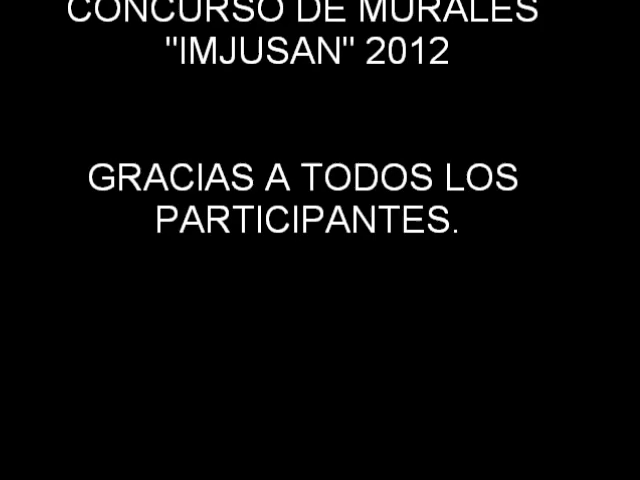 CONCURSO DE MURALES
"IMJUSAN" 2012
GRACIAS A TODOS LOS
PARTICIPANTES.